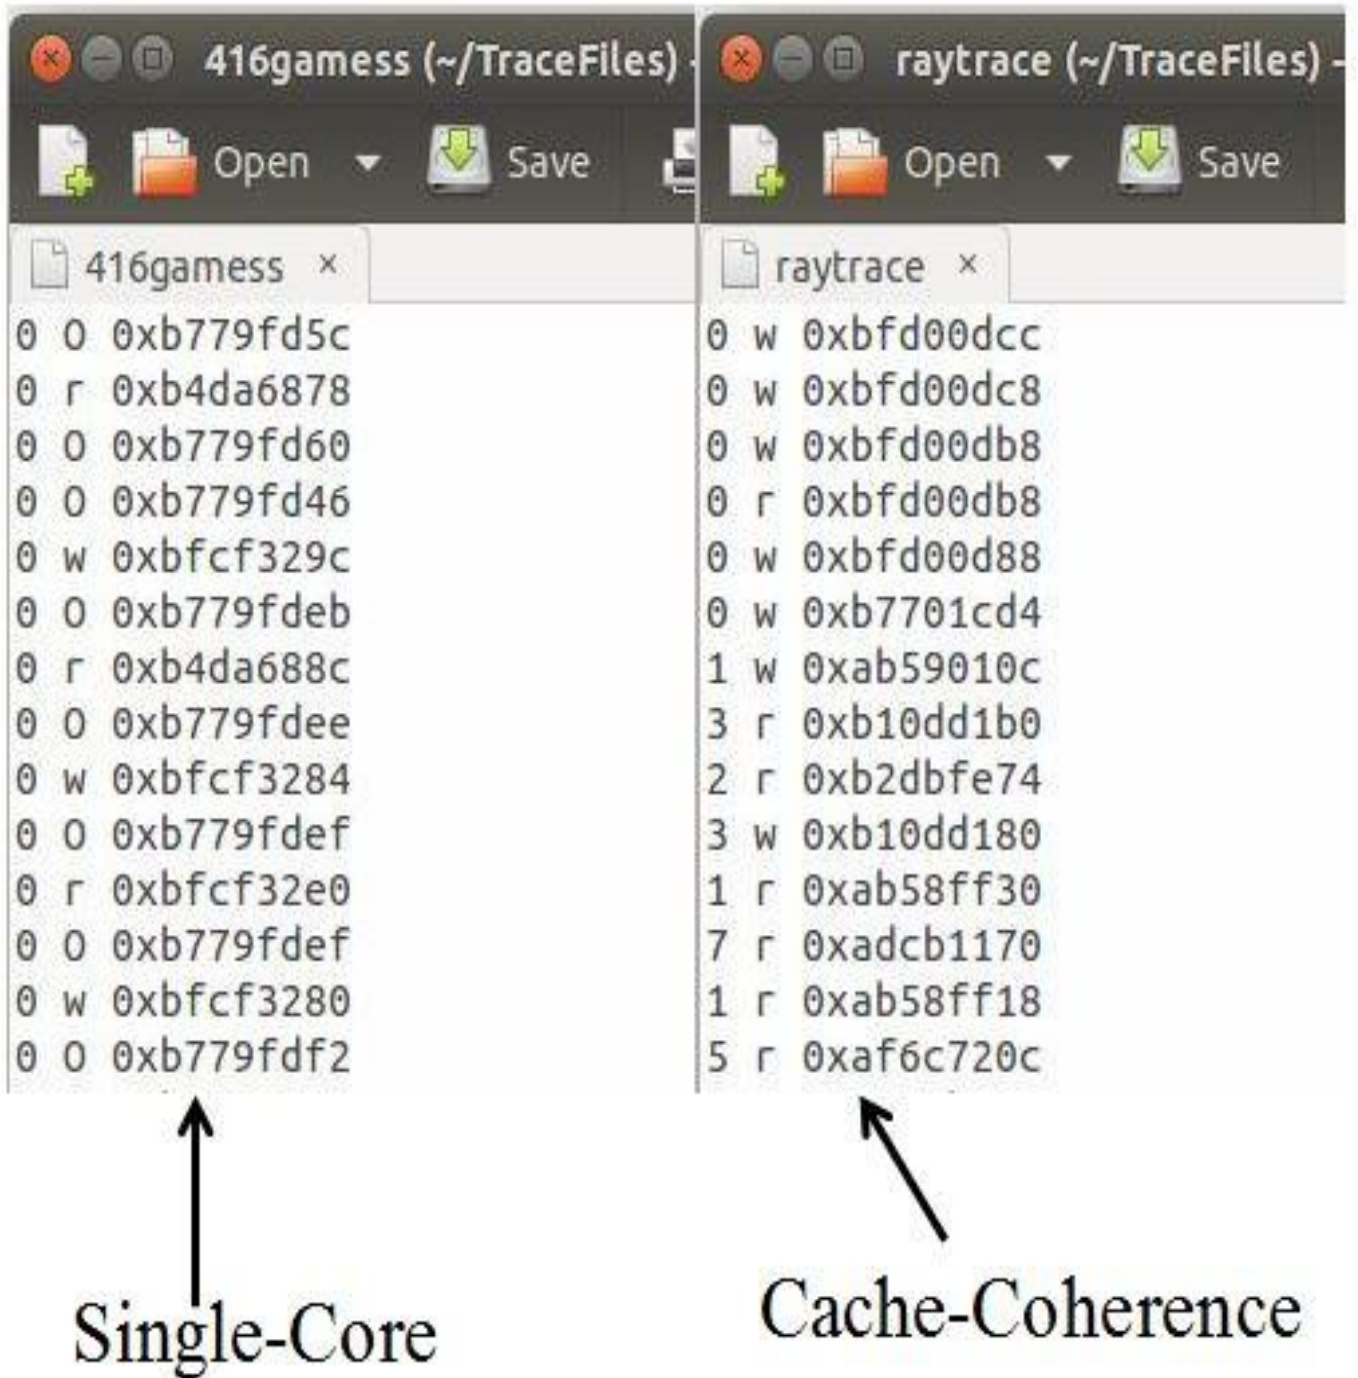 416gamess (~/TraceFiles) -
Open Save
416gamess ×
0 O 0xb779fd5c
0 r 0xb4da6878
0 O 0xb779fd60
0 O 0xb779fd46
0 w 0xbfcf329c
0 O 0xb779fdeb
0 r 0xb4da688c
0 O 0xb779fdee
0 w 0xbfcf3284
0 O 0xb779fdef
0 r 0xbfcf32e0
0 O 0xb779fdef
0 w 0xbfcf3280
0 O 0xb779fdf2
Single-Core
raytrace (~/TraceFiles) -
Open Save
raytrace ×
0 w 0xbfd00dcc
0 w 0xbfd00dc8
0 w 0xbfd00db8
0 r 0xbfd00db8
0 w 0xbfd00d88
0 w 0xb7701cd4
1 w 0xab59010c
3 r 0xb10dd1b0
2 r 0xb2dbfe74
3 w 0xb10dd180
1 r 0xab58ff30
7 r 0xadcb1170
1 r 0xab58ff18
5 r 0xaf6c720c
Cache-Coherence